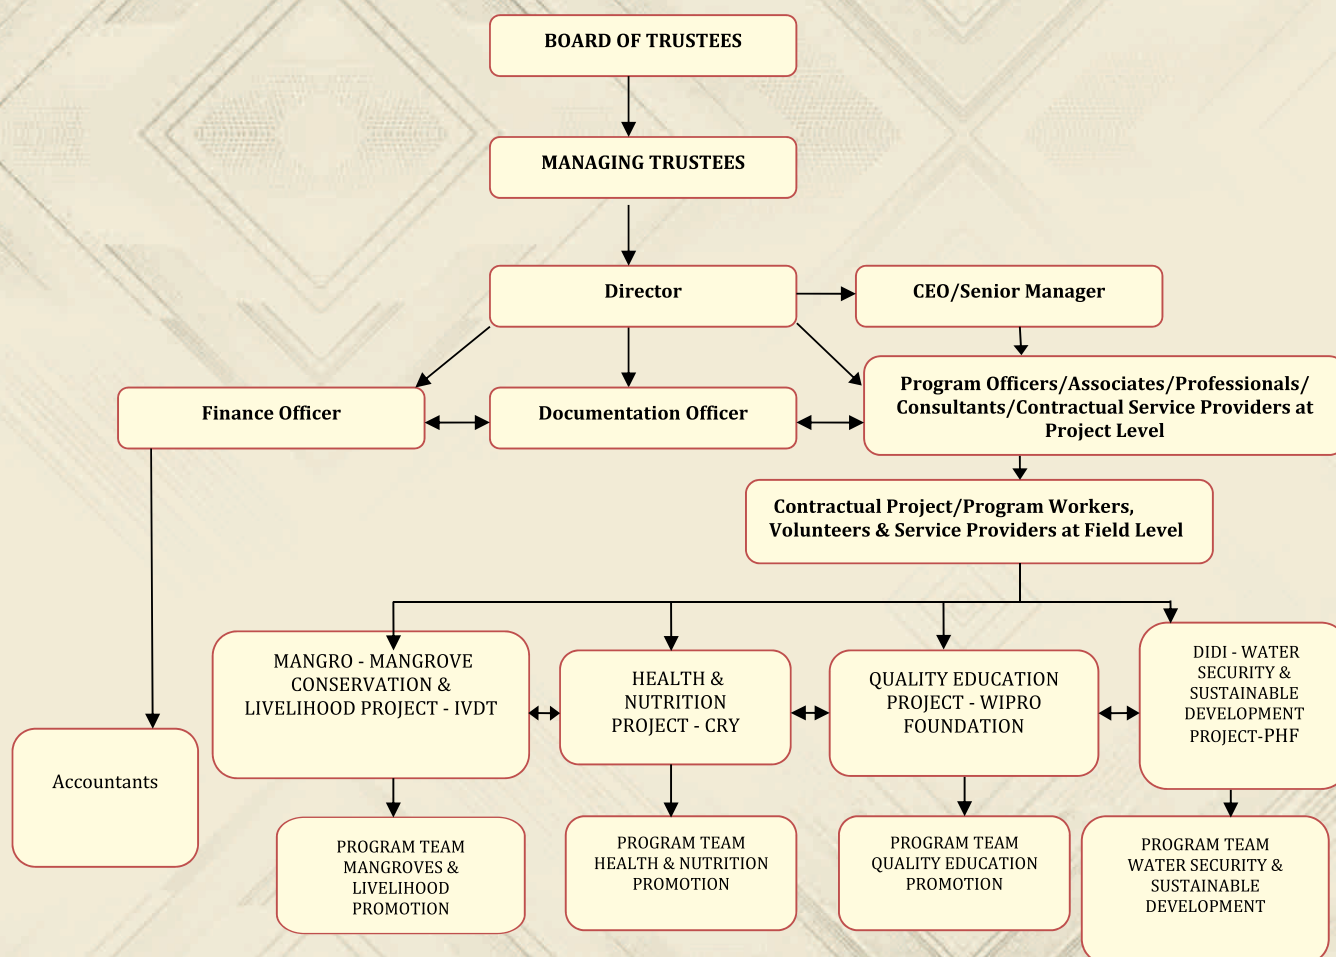 BOARD OF TRUSTEES
MANAGING TRUSTEES
Director
CEO/Senior Manager
Finance Officer
Documentation Officer
Program Officers/Associates/Professionals/
Consultants/Contractual Service Providers at
Project Level
Contractual Project/Program Workers,
Volunteers & Service Providers at Field Level
MANGRO - MANGROVE
CONSERVATION &
LIVELIHOOD PROJECT - IVDT
HEALTH &
NUTRITION
PROJECT - CRY
QUALITY EDUCATION
PROJECT - WIPRO
FOUNDATION
DIDI - WATER
SECURITY &
SUSTAINABLE
DEVELOPMENT
PROJECT-PHF
Accountants
PROGRAM TEAM
MANGROVES &
LIVELIHOOD
PROMOTION
PROGRAM TEAM
HEALTH & NUTRITION
PROMOTION
PROGRAM TEAM
QUALITY EDUCATION
PROMOTION
PROGRAM TEAM
WATER SECURITY &
SUSTAINABLE
DEVELOPMENT